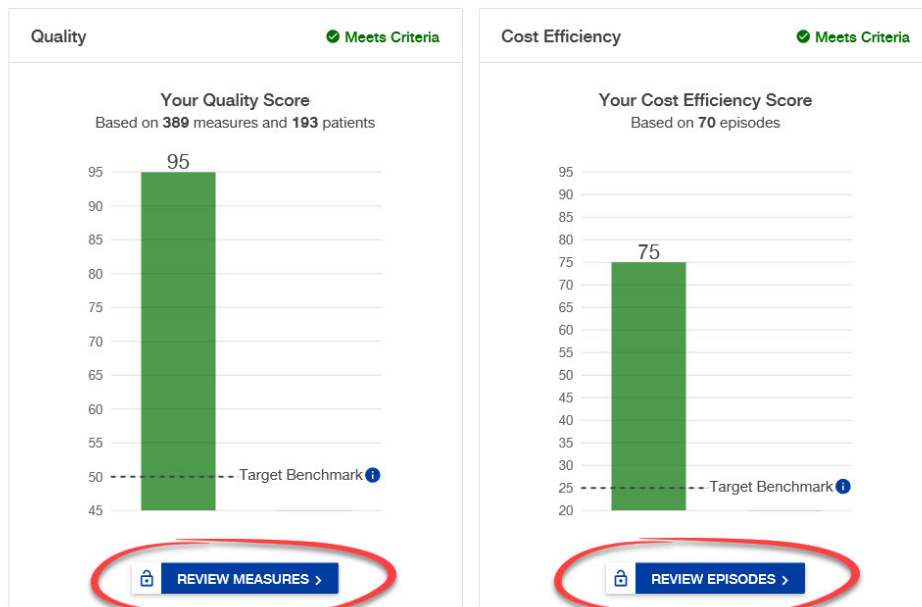 Quality
Meets Criteria
Your Quality Score
Based on 389 measures and 193 patients
95
95
90
85
80
75
70
65
60
55
50
Target Benchmark
45
REVIEW MEASURES >
Cost Efficiency
Meets Criteria
Your Cost Efficiency Score
Based on 70 episodes
95
90
85
80
75
75
70
65
60
55
50
45
40
35
30
25
Target Benchmark
20
REVIEW EPISODES >